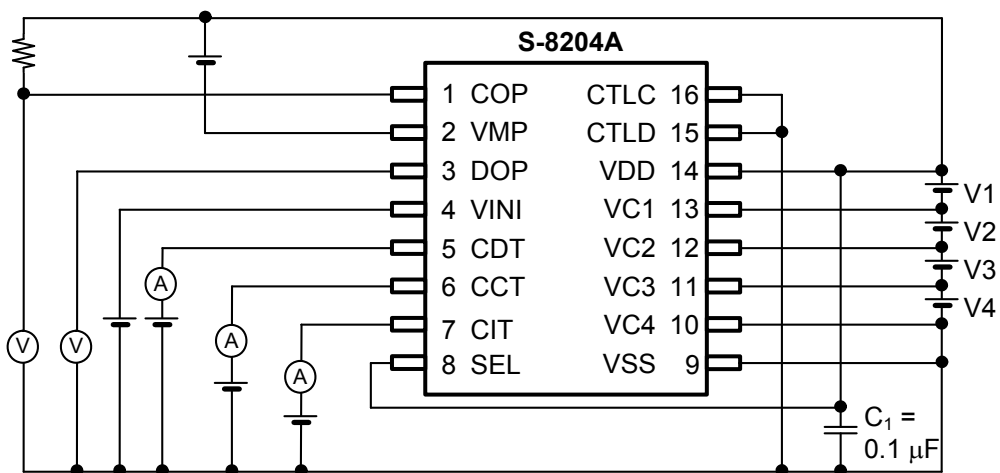 S-8204A
1 COP CTLC 16
2 VMP CTLD 15
3 DOP VDD 14
4 VINI VC1 13
5 CDT VC2 12
6 CCT VC3 11
7 CIT VC4 10
8 SEL VSS 9
V1
V2
V3
V4
A
A
A
V
V
C₁ =
0.1 μF